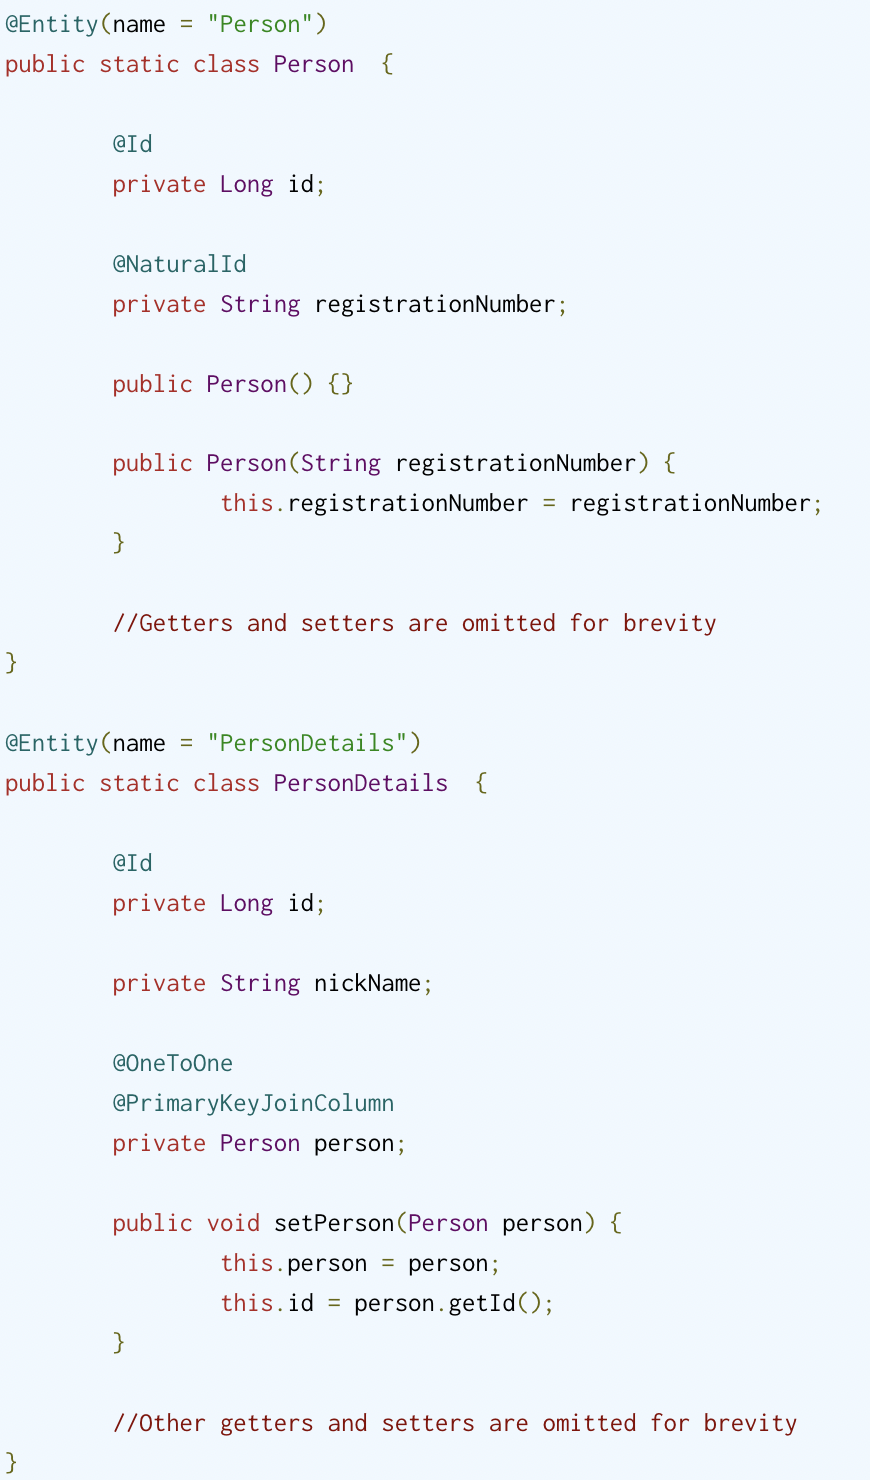 @Entity(name = "Person")
public static class Person  {
@Id
private Long id;
@NaturalId
private String registrationNumber;
public Person() {}
public Person(String registrationNumber) {
this.registrationNumber = registrationNumber;
}
//Getters and setters are omitted for brevity
}
@Entity(name = "PersonDetails")
public static class PersonDetails  {
@Id
private Long id;
private String nickName;
@OneToOne
@PrimaryKeyJoinColumn
private Person person;
public void setPerson(Person person) {
this.person = person;
this.id = person.getId();
}
//Other getters and setters are omitted for brevity
}